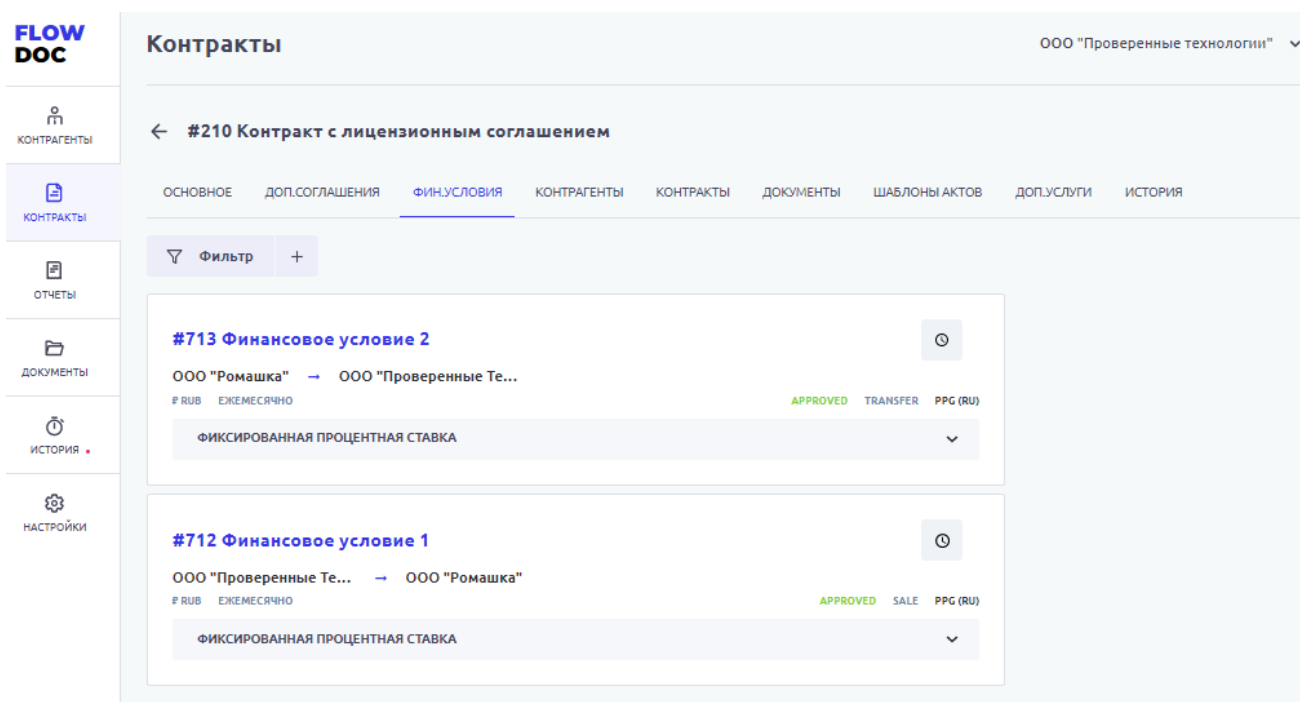 FLOW
DOC
КОНТРАГЕНТЫ
КОНТРАКТЫ
ОТЧЕТЫ
ДОКУМЕНТЫ
ИСТОРИЯ
НАСТРОЙКИ
Контракты
ООО "Проверенные технологии"
#210 Контракт с лицензионным соглашением
ОСНОВНОЕ ДОП.СОГЛАШЕНИЯ ФИН.УСЛОВИЯ КОНТРАГЕНТЫ КОНТРАКТЫ ДОКУМЕНТЫ ШАБЛОНЫ АКТОВ ДОП.УСЛУГИ ИСТОРИЯ
Фильтр +
#713 Финансовое условие 2
ООО "Ромашка" → ООО "Проверенные Те...
₽ RUB ЕЖЕМЕСЯЧНО APPROVED TRANSFER PPG (RU)
ФИКСИРОВАННАЯ ПРОЦЕНТНАЯ СТАВКА
#712 Финансовое условие 1
ООО "Проверенные Те... → ООО "Ромашка"
₽ RUB ЕЖЕМЕСЯЧНО APPROVED SALE PPG (RU)
ФИКСИРОВАННАЯ ПРОЦЕНТНАЯ СТАВКА